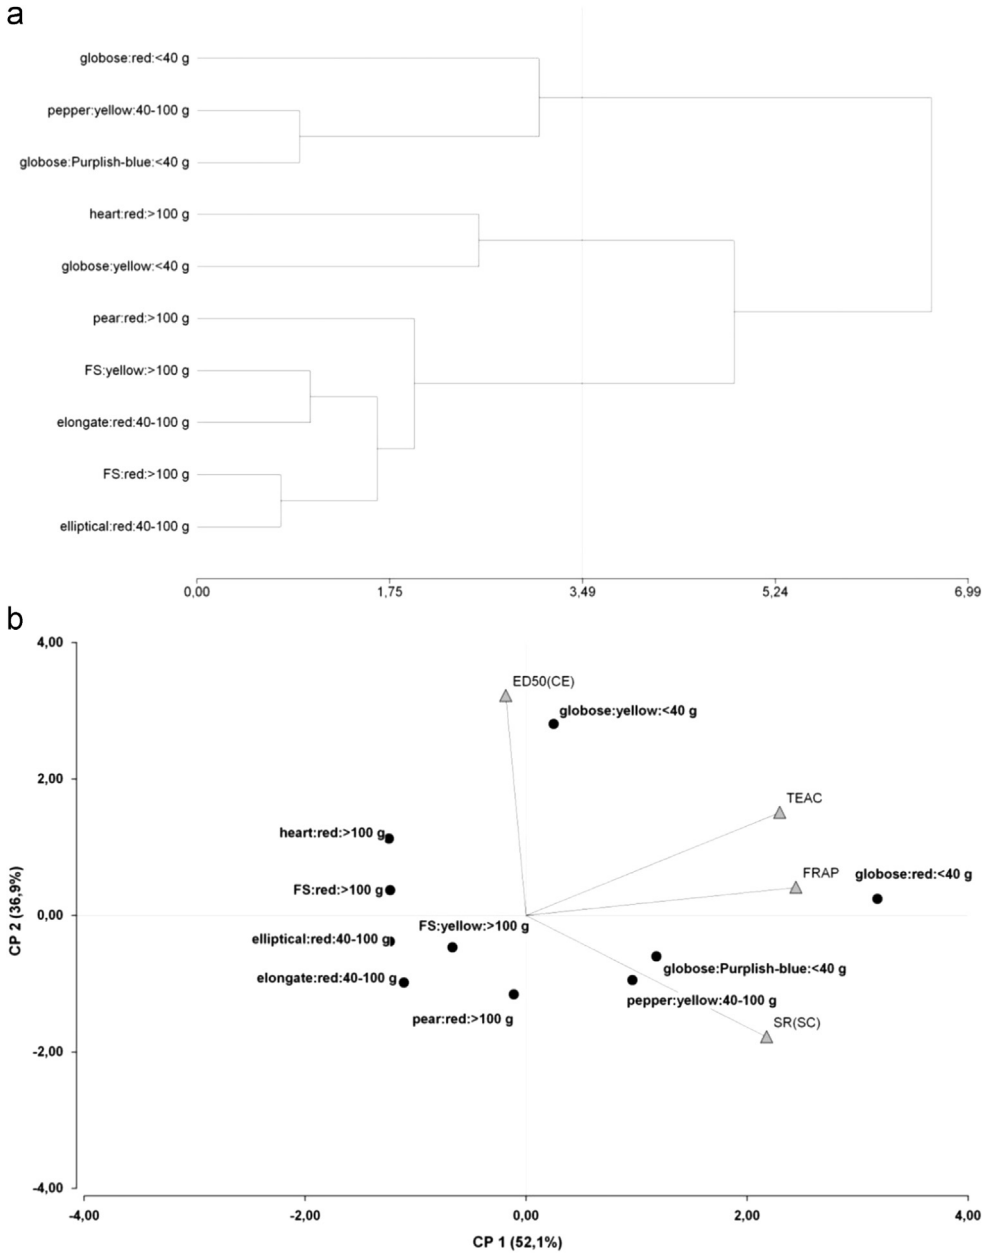 a
globose:red:<40 g
pepper:yellow:40-100 g
globose:Purplish-blue:<40 g
heart:red:>100 g
globose:yellow:<40 g
pear:red:>100 g
FS:yellow:>100 g
elongate:red:40-100 g
FS:red:>100 g
elliptical:red:40-100 g
0,00 1,75 3,49 5,24 6,99
b
4,00
ED50(CE)
globose:yellow:<40 g
2,00
TEAC
heart:red:>100 g
FRAP
globose:red:<40 g
FS:red:>100 g
0,00
FS:yellow:>100 g
elliptical:red:40-100 g
globose:Purplish-blue:<40 g
elongate:red:40-100 g
pepper:yellow:40-100 g
pear:red:>100 g
SR(SC)
-2,00
-4,00
CP 2 (36,9%)
-4,00 -2,00 0,00 2,00 4,00
CP 1 (52,1%)